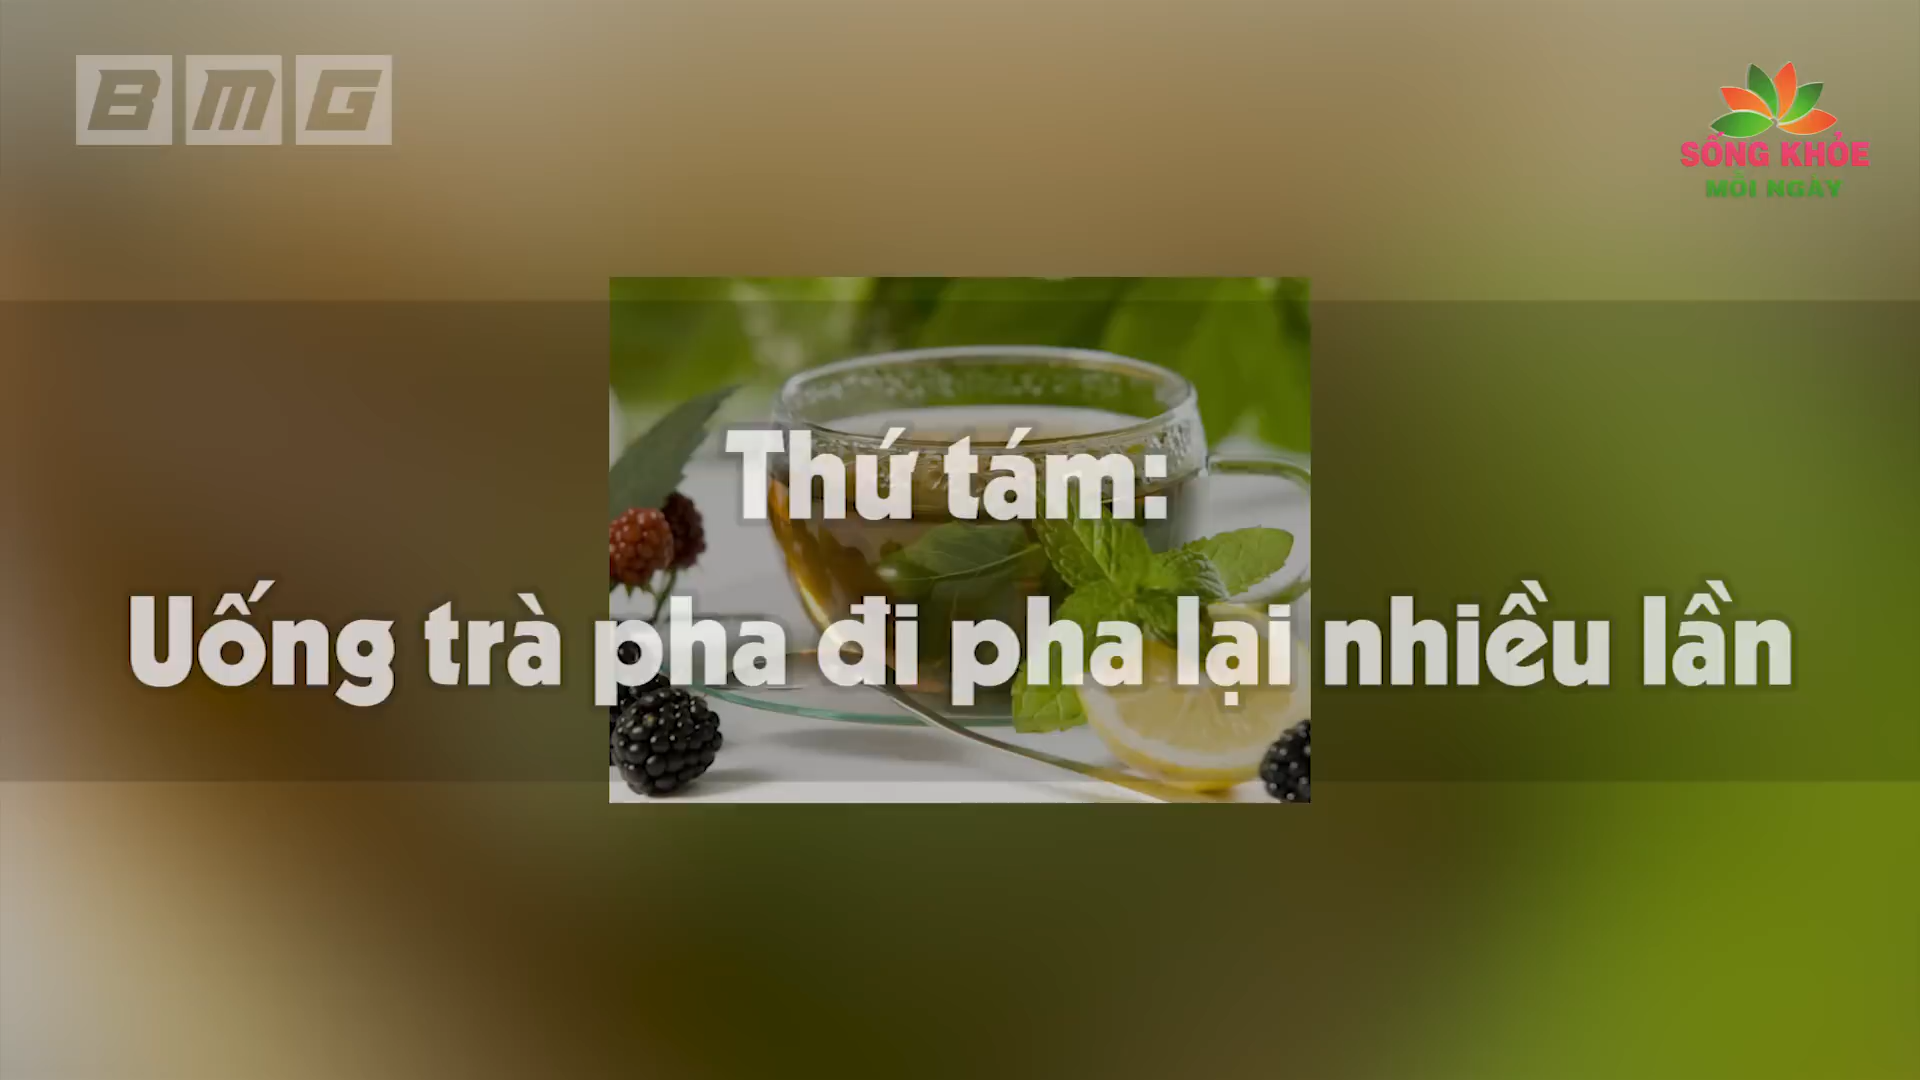 BMG
SỐNG KHỎE
MỖI NGÀY
Thứ tám:
Uống trà pha đi pha lại nhiều lần